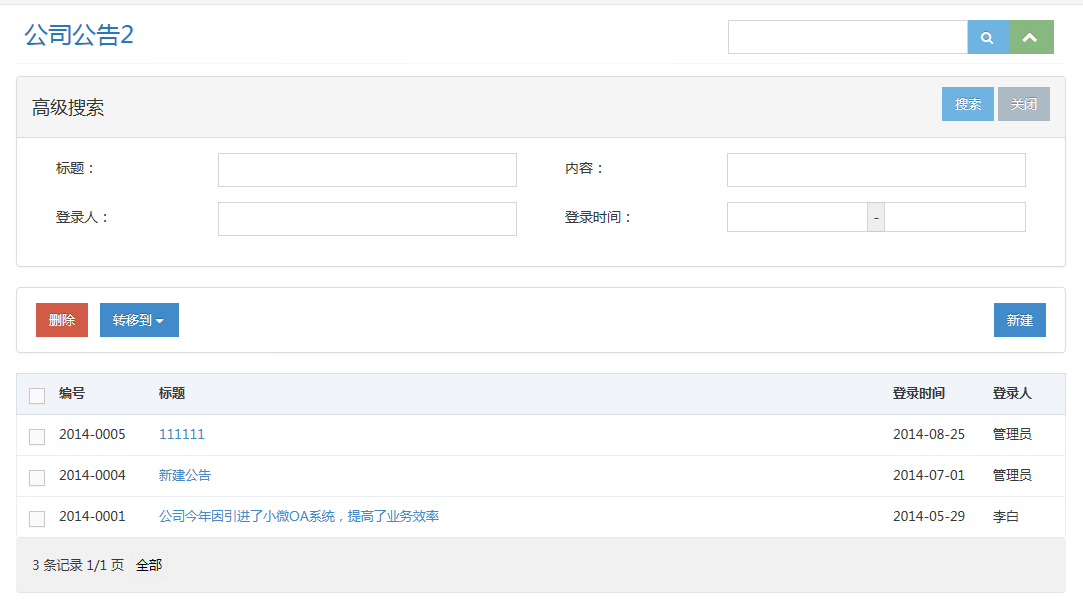 公司公告2
高级搜索 搜索 关闭
标题： 内容：
登录人： 登录时间： -
删除 转移到 新建
编号 标题 登录时间 登录人
2014-0005 111111 2014-08-25 管理员
2014-0004 新建公告 2014-07-01 管理员
2014-0001 公司今年因引进了小微OA系统，提高了业务效率 2014-05-29 李白
3 条记录 1/1 页 全部